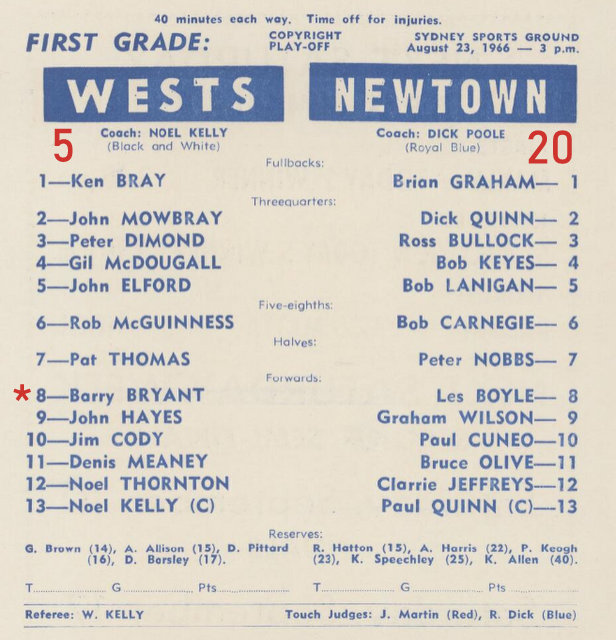 40 minutes each way. Time off for injuries.
FIRST GRADE:
COPYRIGHT
PLAY-OFF
SYDNEY SPORTS GROUND
August 23, 1966 — 3 p.m.
WESTS NEWTOWN
5 20
Coach: NOEL KELLY Coach: DICK POOLE
(Black and White) (Royal Blue)
Fullbacks:
1—Ken BRAY Brian GRAHAM— 1
Threequarters:
2—John MOWBRAY Dick QUINN— 2
3—Peter DIMOND Ross BULLOCK— 3
4—Gil McDOUGALL Bob KEYES— 4
5—John ELFORD Bob LANIGAN— 5
Five-eighths:
6—Rob McGUINNESS Bob CARNEGIE— 6
Halves:
7—Pat THOMAS Peter NOBBS— 7
Forwards:
* 8—Barry BRYANT Les BOYLE— 8
9—John HAYES Graham WILSON— 9
10—Jim CODY Paul CUNEO—10
11—Denis MEANEY Bruce OLIVE—11
12—Noel THORNTON Clarrie JEFFREYS—12
13—Noel KELLY (C) Paul QUINN (C)—13
Reserves:
G. Brown (14), A. Allison (15), D. Pittard
(16), D. Barsley (17).
R. Hatton (15), A. Harris (22), P. Keogh
(23), K. Speechley (25), K. Allen (40).
T............ G............ Pts............ T............ G............ Pts............
Referee: W. KELLY Touch Judges: J. Martin (Red), R. Dick (Blue)